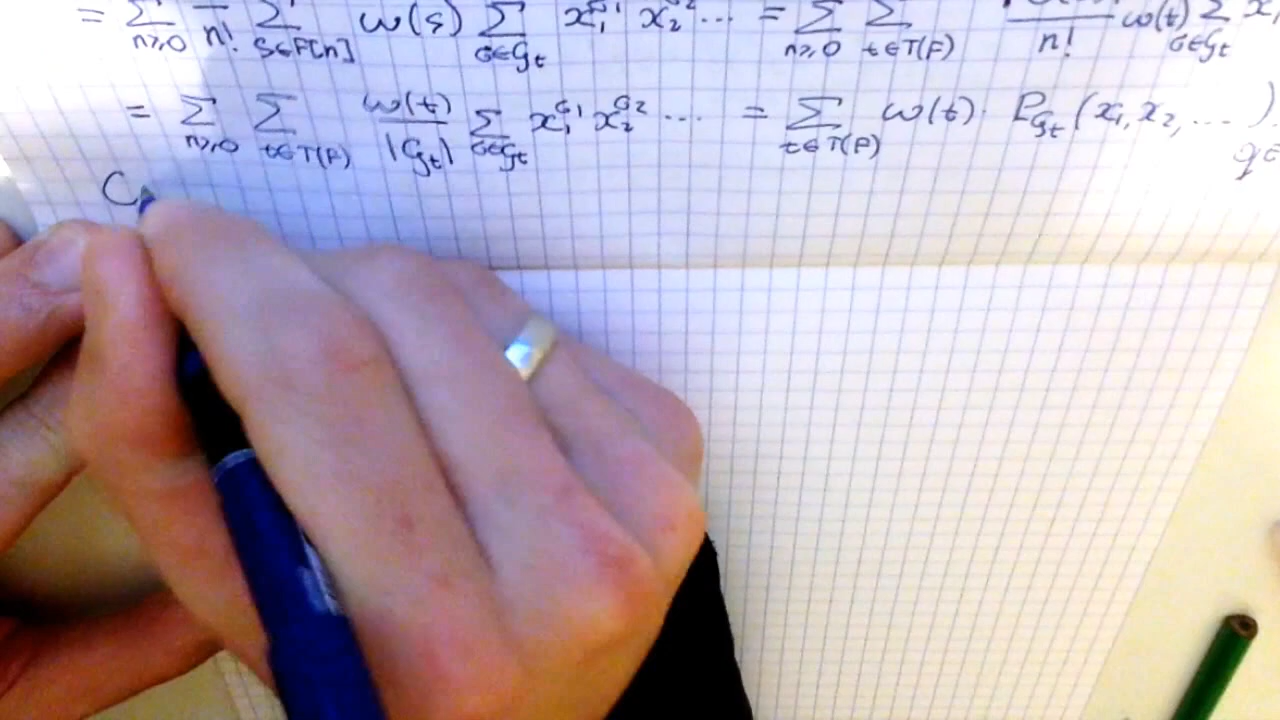 = Σ_{n≥0} 1/n! Σ_{s∈F[n]} ω(s) Σ_{σ∈G_t} x_1^{σ_1} x_2^{σ_2} ... = Σ_{n≥0} Σ_{t∈T(F)} /n! ω(t) Σ_{σ∈G_t} x_1
= Σ_{n≥0} Σ_{t∈T(F)} ω(t)/|G_t| Σ_{σ∈G_t} x_1^{σ_1} x_2^{σ_2} ... = Σ_{t∈T(F)} ω(t) · P_{G_t}(x_1, x_2, ...).